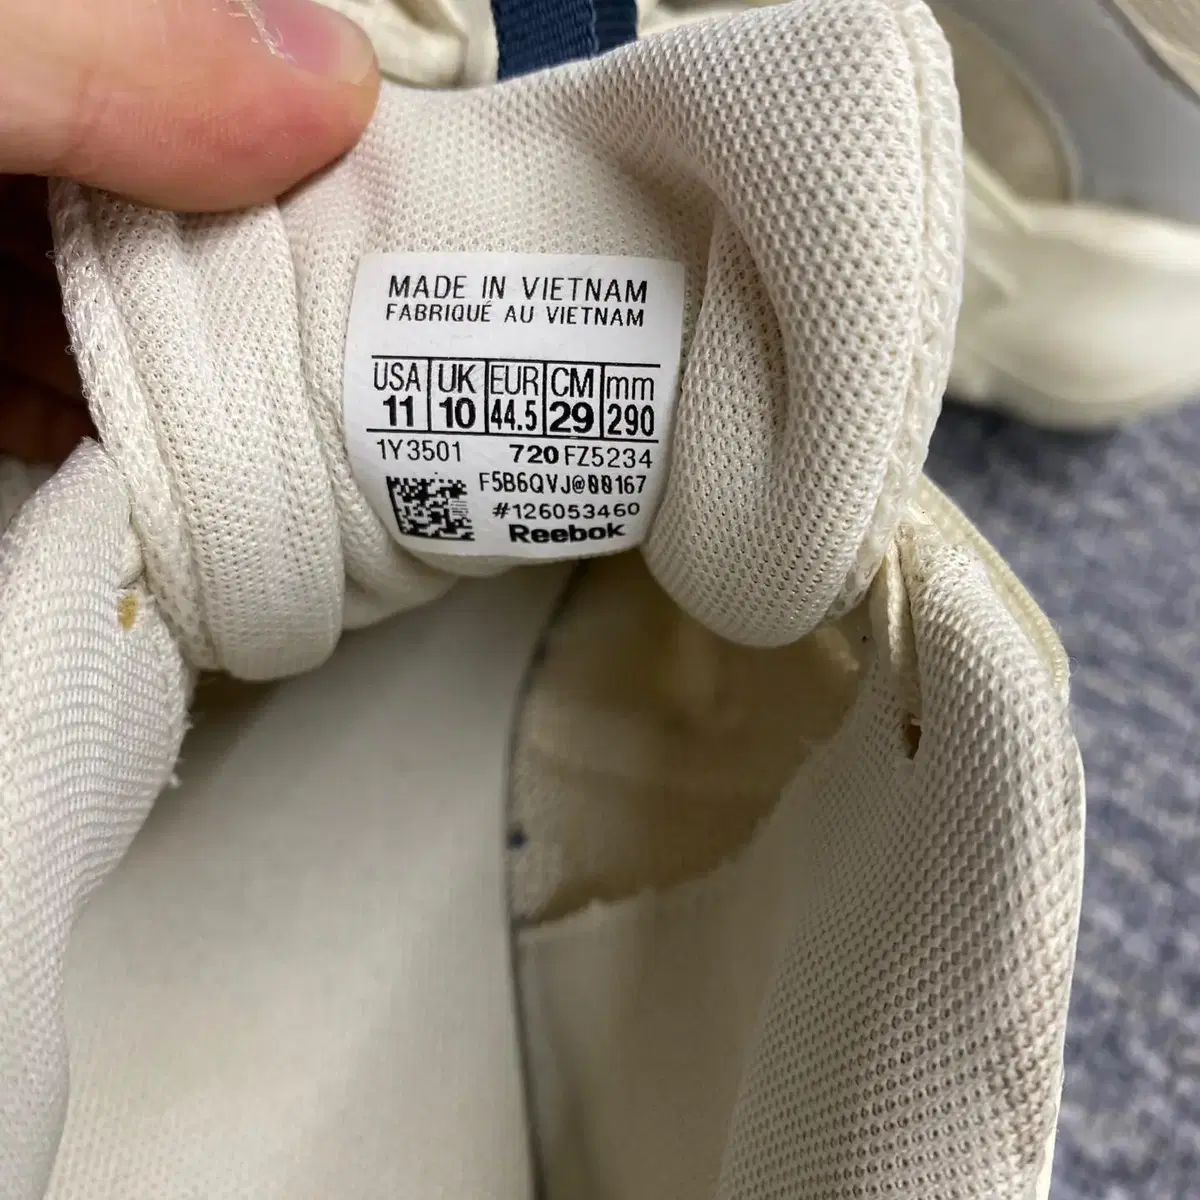 MADE IN VIETNAM
FABRIQUÉ AU VIETNAM
USA UK EUR CM mm
11 10 44.5 29 290
1Y3501 720 FZ5234
F5B6QVJ@00167
#126053460
Reebok